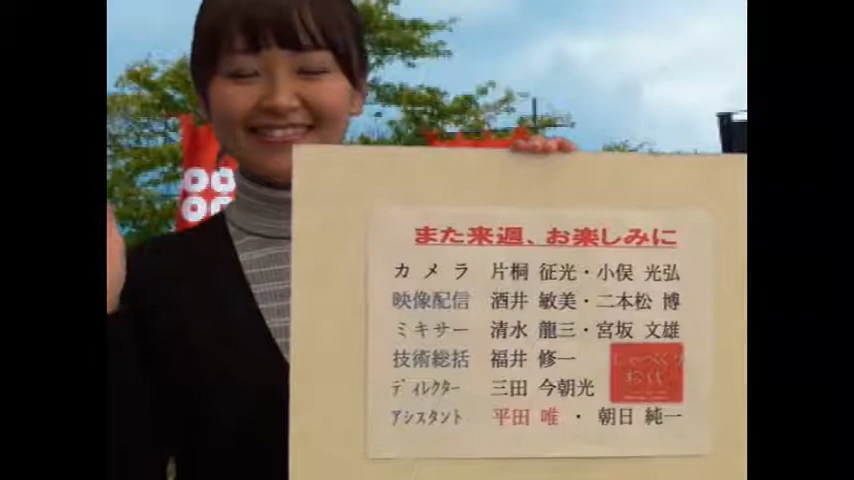 また来週、お楽しみに
カメラ 片桐 征光・小俣 光弘
映像配信 酒井 敏美・二本松 博
ミキサー 清水 龍三・宮坂 文雄
技術総括 福井 修一
ディレクター 三田 今朝光
アシスタント 平田 唯 ・ 朝日 純一